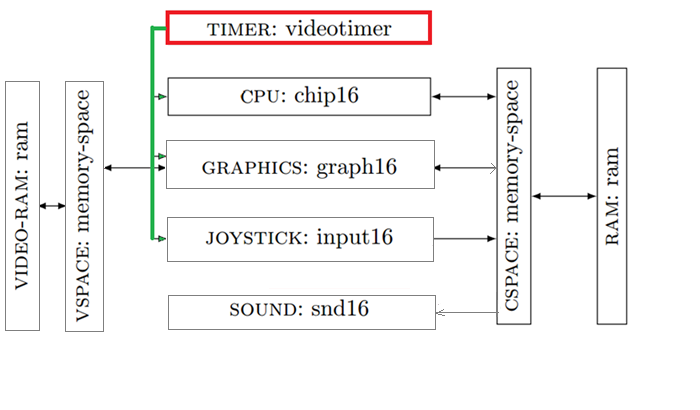 TIMER: videotimer
CPU: chip16
GRAPHICS: graph16
JOYSTICK: input16
SOUND: snd16
VIDEO-RAM: ram
VSPACE: memory-space
CSPACE: memory-space
RAM: ram